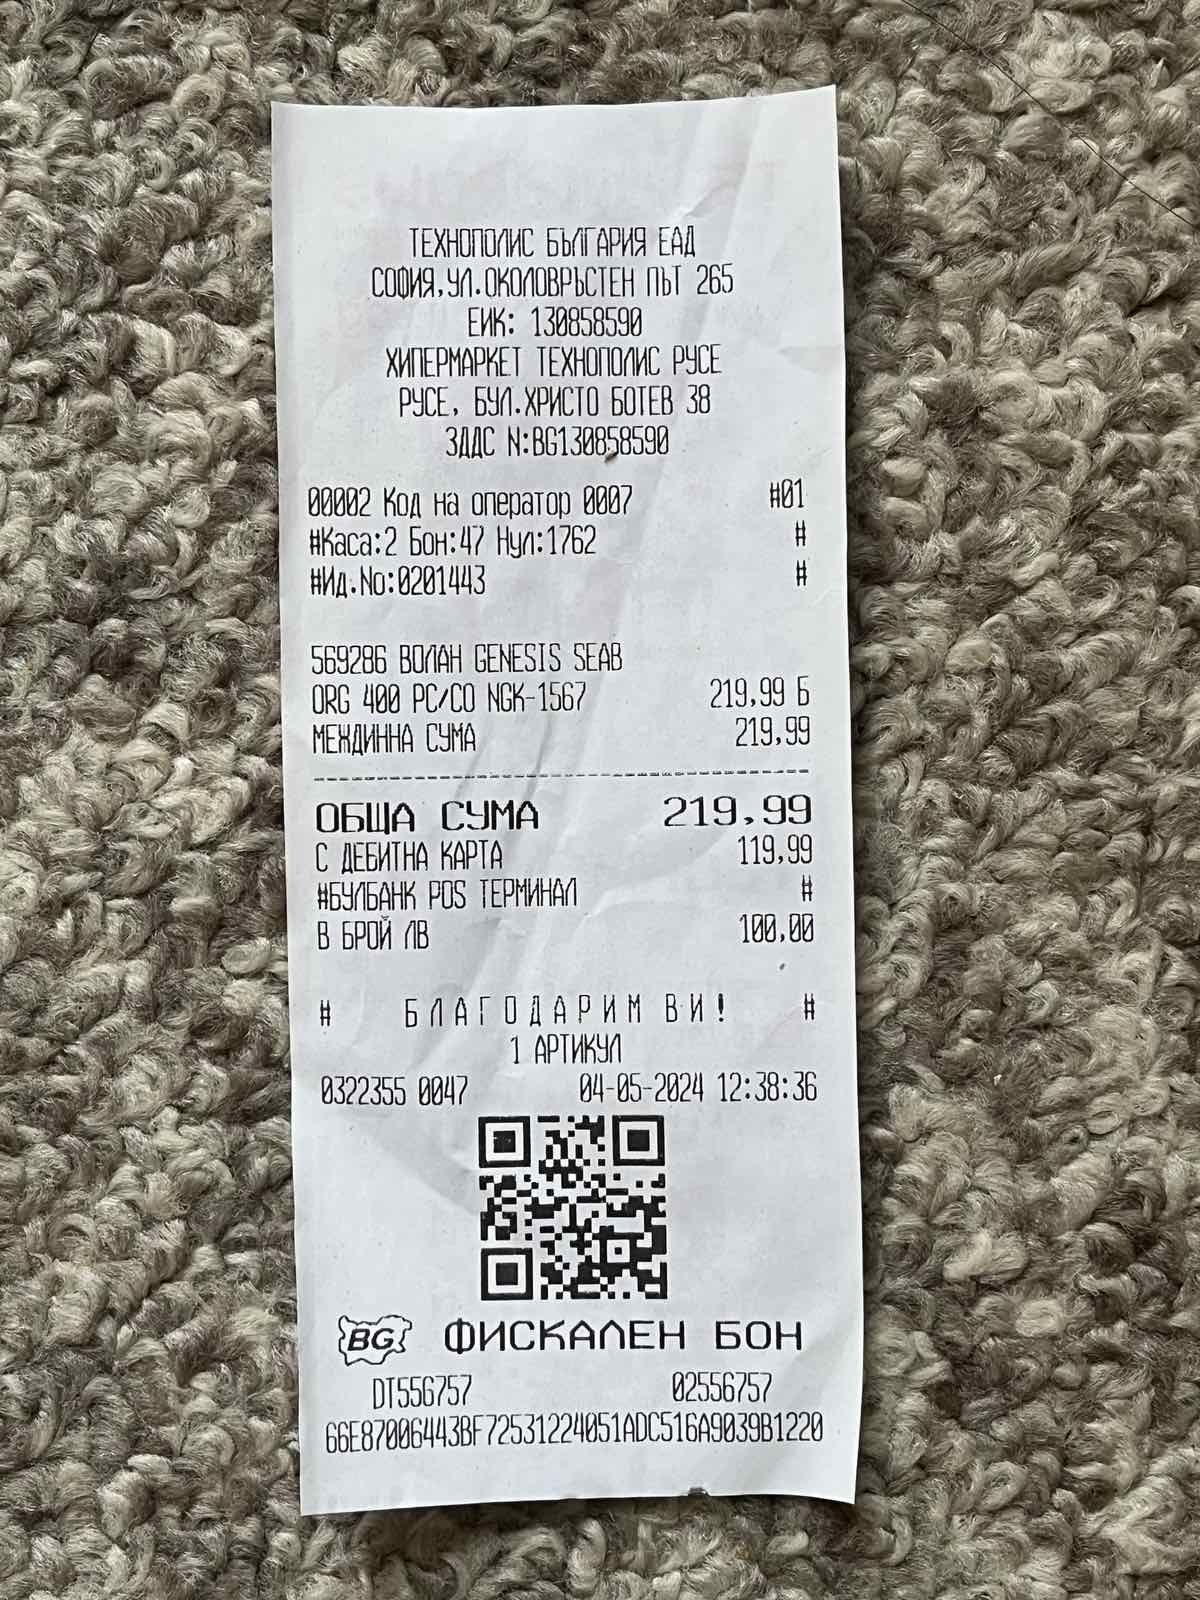 ТЕХНОПОЛИС БЪЛГАРИЯ ЕАД
СОФИЯ,УЛ.ОКОЛОВРЪСТЕН ПЪТ 265
ЕИК: 130858590
ХИПЕРМАРКЕТ ТЕХНОПОЛИС РУСЕ
РУСЕ, БУЛ.ХРИСТО БОТЕВ 38
ЗДДС N:BG130858590
00002 Код на оператор 0007 #01
#Каса:2 Бон:47 Нул:1762 #
#Ид.No:0201443 #
569286 ВОЛАН GENESIS SEAB
ORG 400 PC/CO NGK-1567 219,99 Б
МЕЖДИННА СУМА 219,99
ОБЩА СУМА 219,99
С ДЕБИТНА КАРТА 119,99
#БУЛБАНК POS ТЕРМИНАЛ #
В БРОЙ ЛВ 100,00
# БЛАГОДАРИМ ВИ! #
1 АРТИКУЛ
0322355 0047 04-05-2024 12:38:36
BG ФИСКАЛЕН БОН
DT556757 02556757
66E87006443BF72531224051ADC516A9039B1220